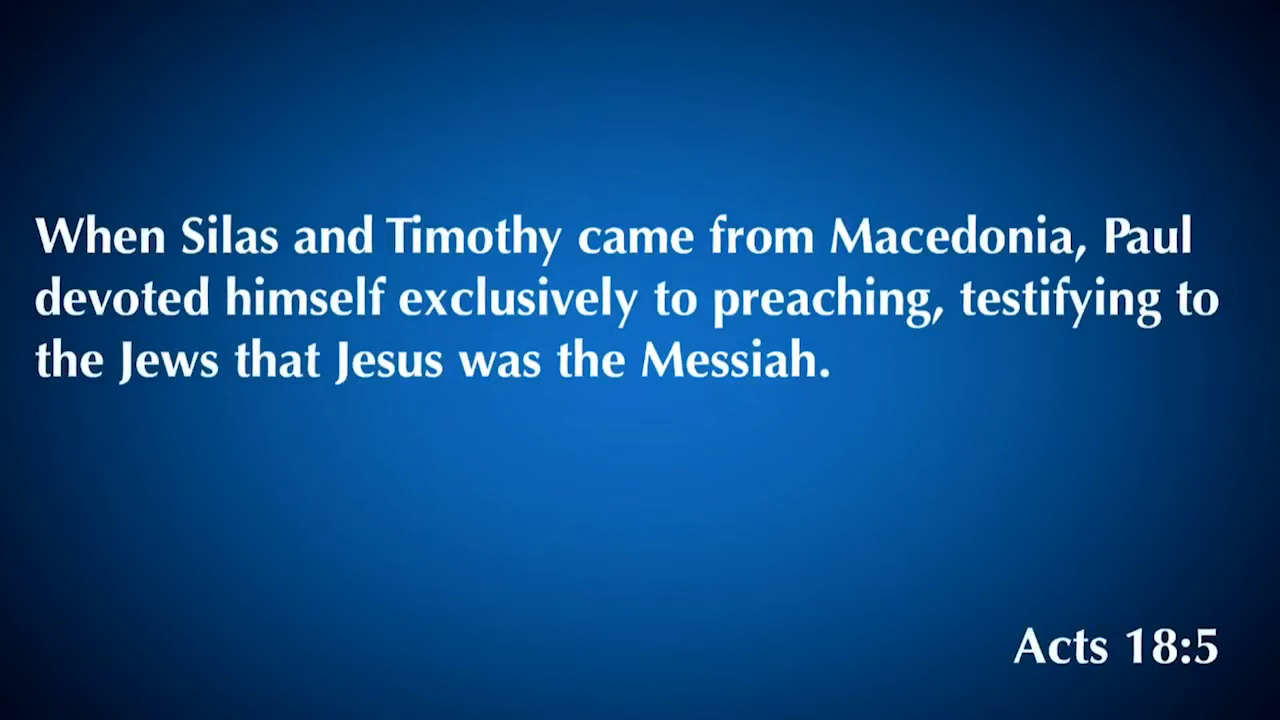 When Silas and Timothy came from Macedonia, Paul
devoted himself exclusively to preaching, testifying to
the Jews that Jesus was the Messiah.
Acts 18:5